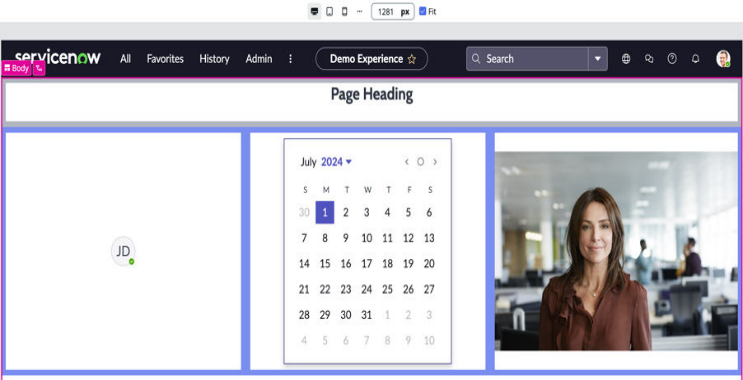 1281 px Fit
servicenow All Favorites History Admin Demo Experience Search
Body
Page Heading
JD
July 2024
S M T W T F S
30 1 2 3 4 5 6
7 8 9 10 11 12 13
14 15 16 17 18 19 20
21 22 23 24 25 26 27
28 29 30 31 1 2 3
4 5 6 7 8 9 10